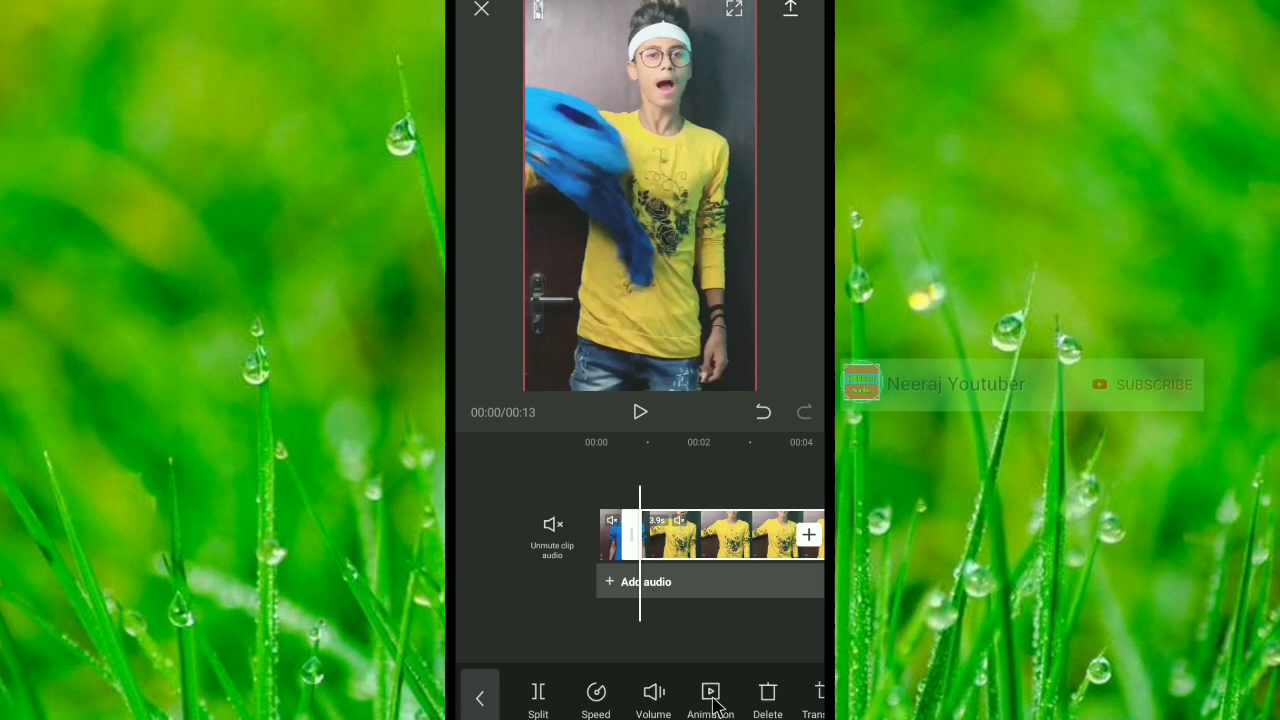 00:00/00:13
00:00
00:02
00:04
3.9s
Unmute clip
audio
+ Add audio
Neeraj Youtuber
SUBSCRIBE
Split
Speed
Volume
Animation
Delete
Trans